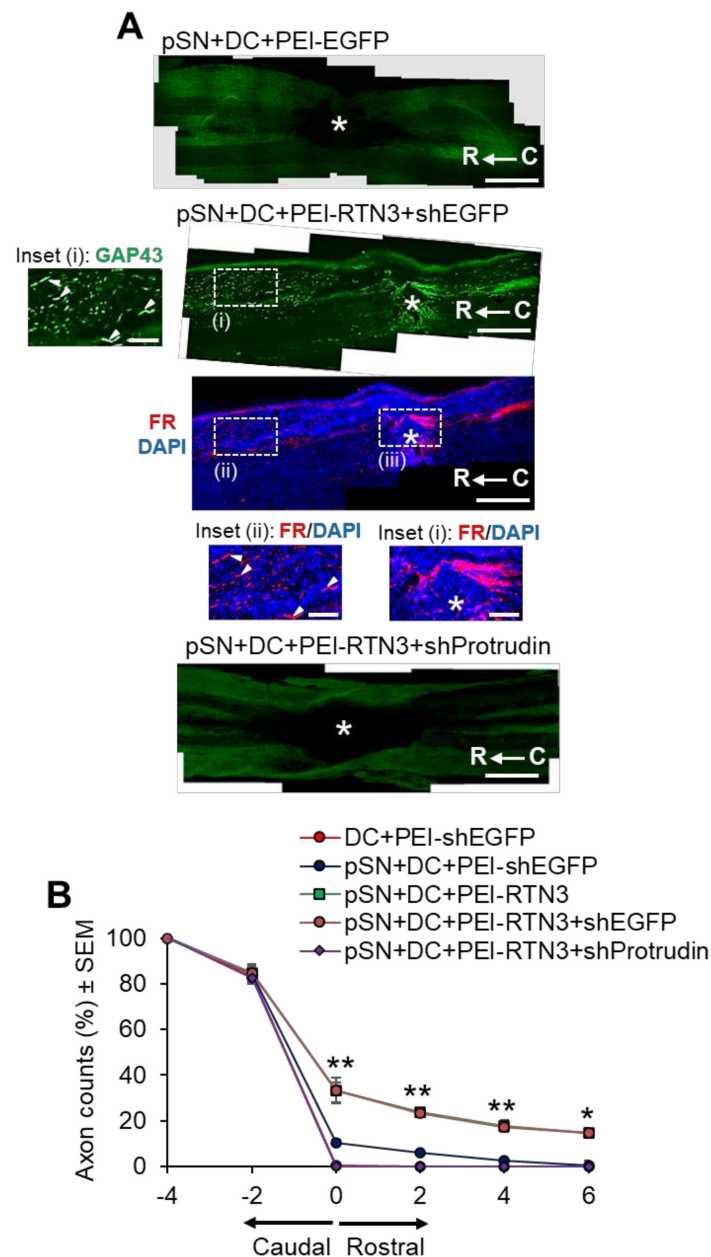 A
pSN+DC+PEI-EGFP
*
R ← C
pSN+DC+PEI-RTN3+shEGFP
Inset (i): GAP43
(i)
*
R ← C
FR
DAPI
(ii)
(iii)
*
R ← C
Inset (ii): FR/DAPI
Inset (i): FR/DAPI
*
pSN+DC+PEI-RTN3+shProtrudin
*
R ← C
B
DC+PEI-shEGFP
pSN+DC+PEI-shEGFP
pSN+DC+PEI-RTN3
pSN+DC+PEI-RTN3+shEGFP
pSN+DC+PEI-RTN3+shProtrudin
Axon counts (%) ± SEM
100
80
60
40
20
0
** ** ** *
-4 -2 0 2 4 6
Caudal Rostral